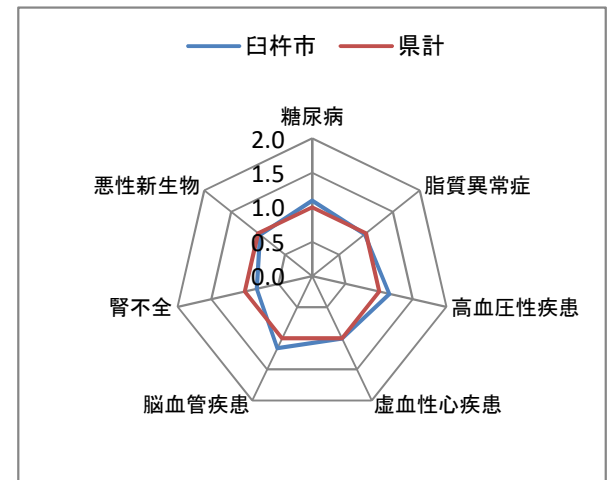 臼杵市 県計
糖尿病
2.0
1.5
1.0
0.5
0.0
脂質異常症
高血圧性疾患
虚血性心疾患
脳血管疾患
腎不全
悪性新生物